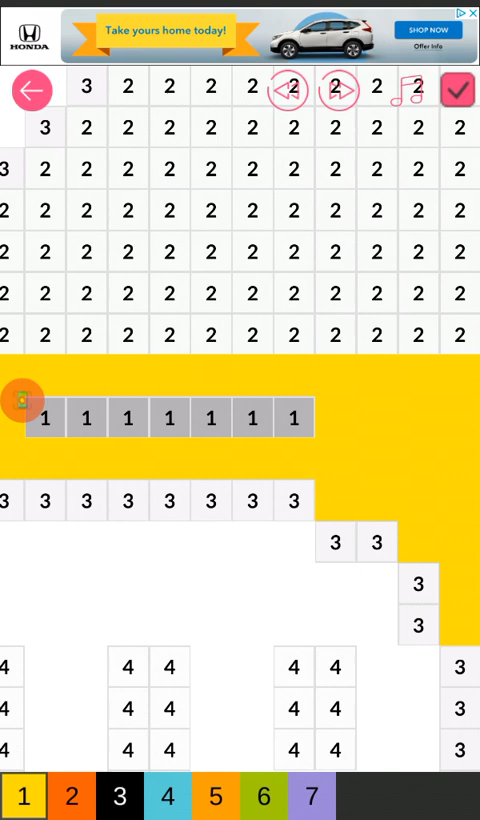 HONDA
Take yours home today!
SHOP NOW
Offer Info
3 2 2 2 2 2 2 2 2
3 2 2 2 2 2 2 2 2 2 2
3 2 2 2 2 2 2 2 2 2 2 2
2 2 2 2 2 2 2 2 2 2 2 2
2 2 2 2 2 2 2 2 2 2 2 2
2 2 2 2 2 2 2 2 2 2 2 2
2 2 2 2 2 2 2 2 2 2 2 2
1 1 1 1 1 1 1
3 3 3 3 3 3 3 3
3 3
3
3
4 4 4 4 4 3
4 4 4 4 4 3
4 4 4 4 4 3
1 2 3 4 5 6 7